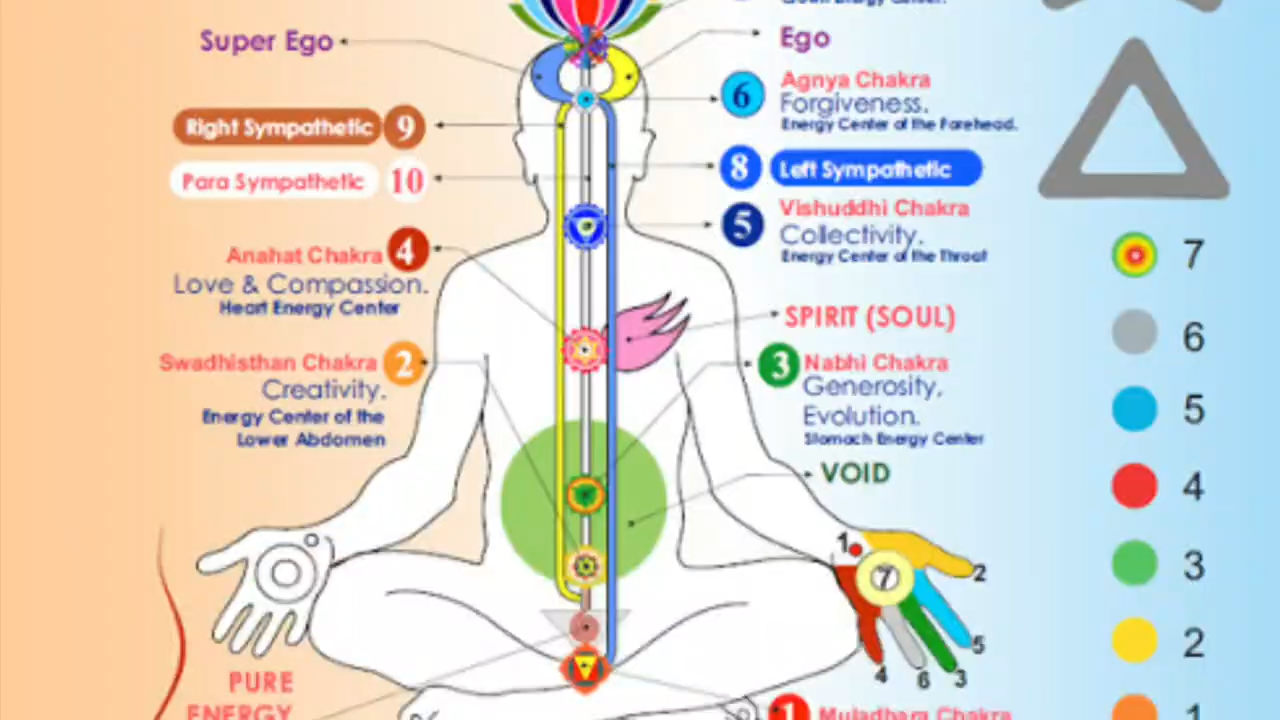 Super Ego
Ego
6
Agnya Chakra
Forgiveness.
Energy Center of the Forehead.
Right Sympathetic 9
Para Sympathetic 10
8 Left Sympathetic
5
Vishuddhi Chakra
Collectivity.
Energy Center of the Throat
Anahat Chakra 4
Love & Compassion.
Heart Energy Center
SPIRIT (SOUL)
Swadhisthan Chakra 2
Creativity.
Energy Center of the
Lower Abdomen
3 Nabhi Chakra
Generosity,
Evolution.
Stomach Energy Center
VOID
1
2
7
5
4
6
3
PURE
ENERGY
1 Muladhara Chakra
7
6
5
4
3
2
1